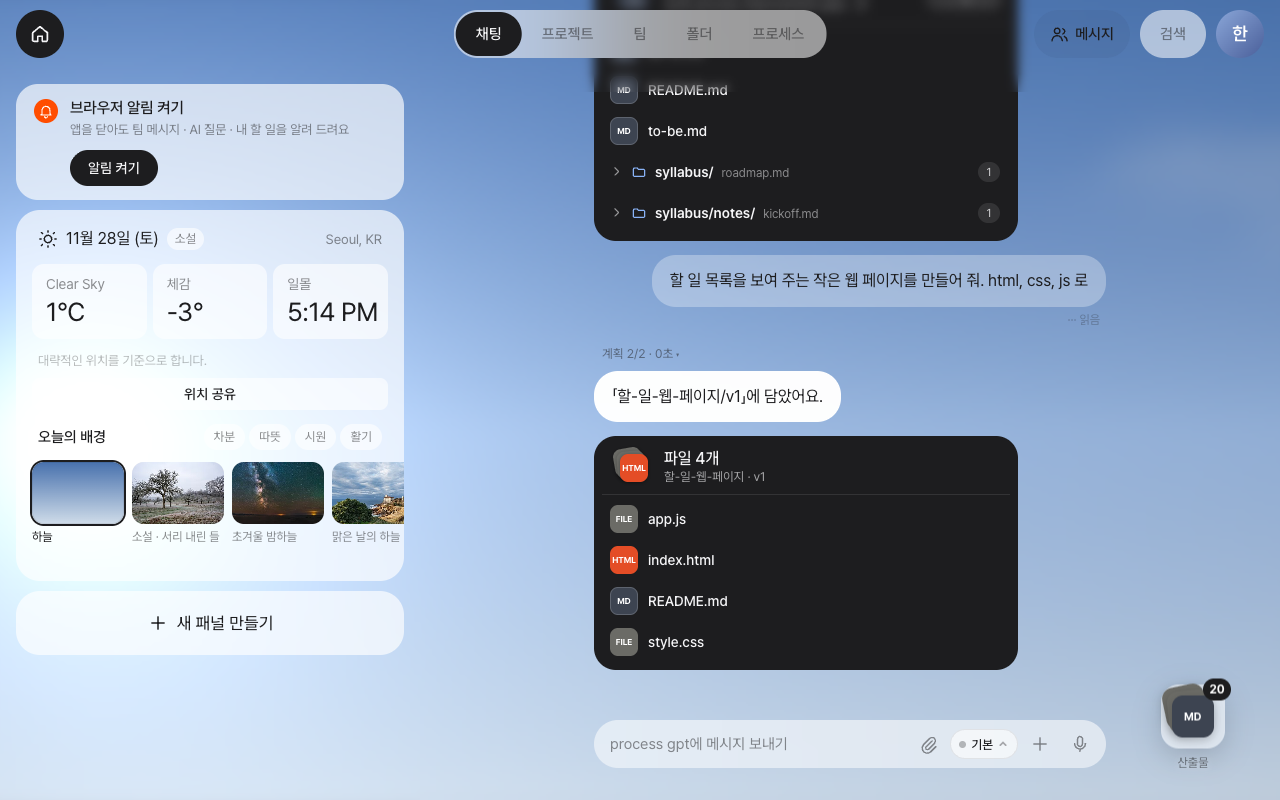 채팅
프로젝트
팀
폴더
프로세스
메시지
검색
한
브라우저 알림 켜기
앱을 닫아도 팀 메시지 · AI 질문 · 내 할 일을 알려 드려요
알림 켜기
11월 28일 (토) 소설 Seoul, KR
Clear Sky
1°C
체감
-3°
일몰
5:14 PM
대략적인 위치를 기준으로 합니다.
위치 공유
오늘의 배경
차분 따뜻 시원 활기
하늘
소설 · 서리 내린 들
초겨울 밤하늘
맑은 날의 하늘
새 패널 만들기
MD README.md
MD to-be.md
syllabus/ roadmap.md 1
syllabus/notes/ kickoff.md 1
할 일 목록을 보여 주는 작은 웹 페이지를 만들어 줘. html, css, js 로
읽음
계획 2/2 · 0초
「할-일-웹-페이지/v1」에 담았어요.
HTML
파일 4개
할-일-웹-페이지 · v1
FILE app.js
HTML index.html
MD README.md
FILE style.css
process gpt에 메시지 보내기
기본
20
MD
산출물